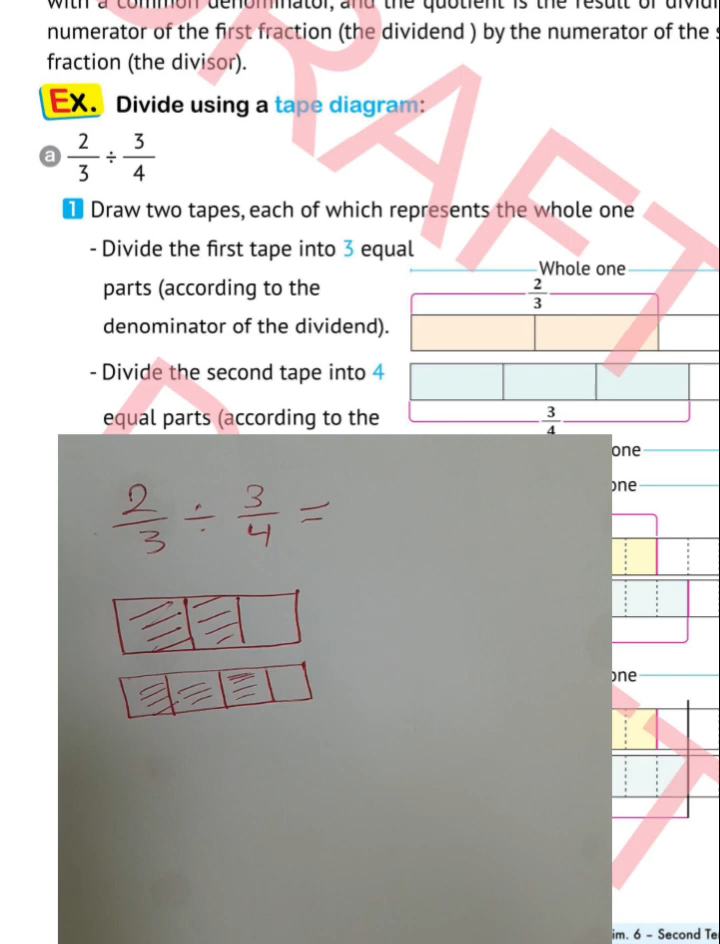 with a common denominator, and the quotient is the result of
numerator of the first fraction (the dividend ) by the numerator of the
fraction (the divisor).
Ex. Divide using a tape diagram:
a 2/3 ÷ 3/4
1 Draw two tapes, each of which represents the whole one
- Divide the first tape into 3 equal
Whole one
parts (according to the
2/3
denominator of the dividend).
- Divide the second tape into 4
equal parts (according to the
3/4
one
one
2/3 ÷ 3/4 =
one
im. 6 - Second Te
DRAFT